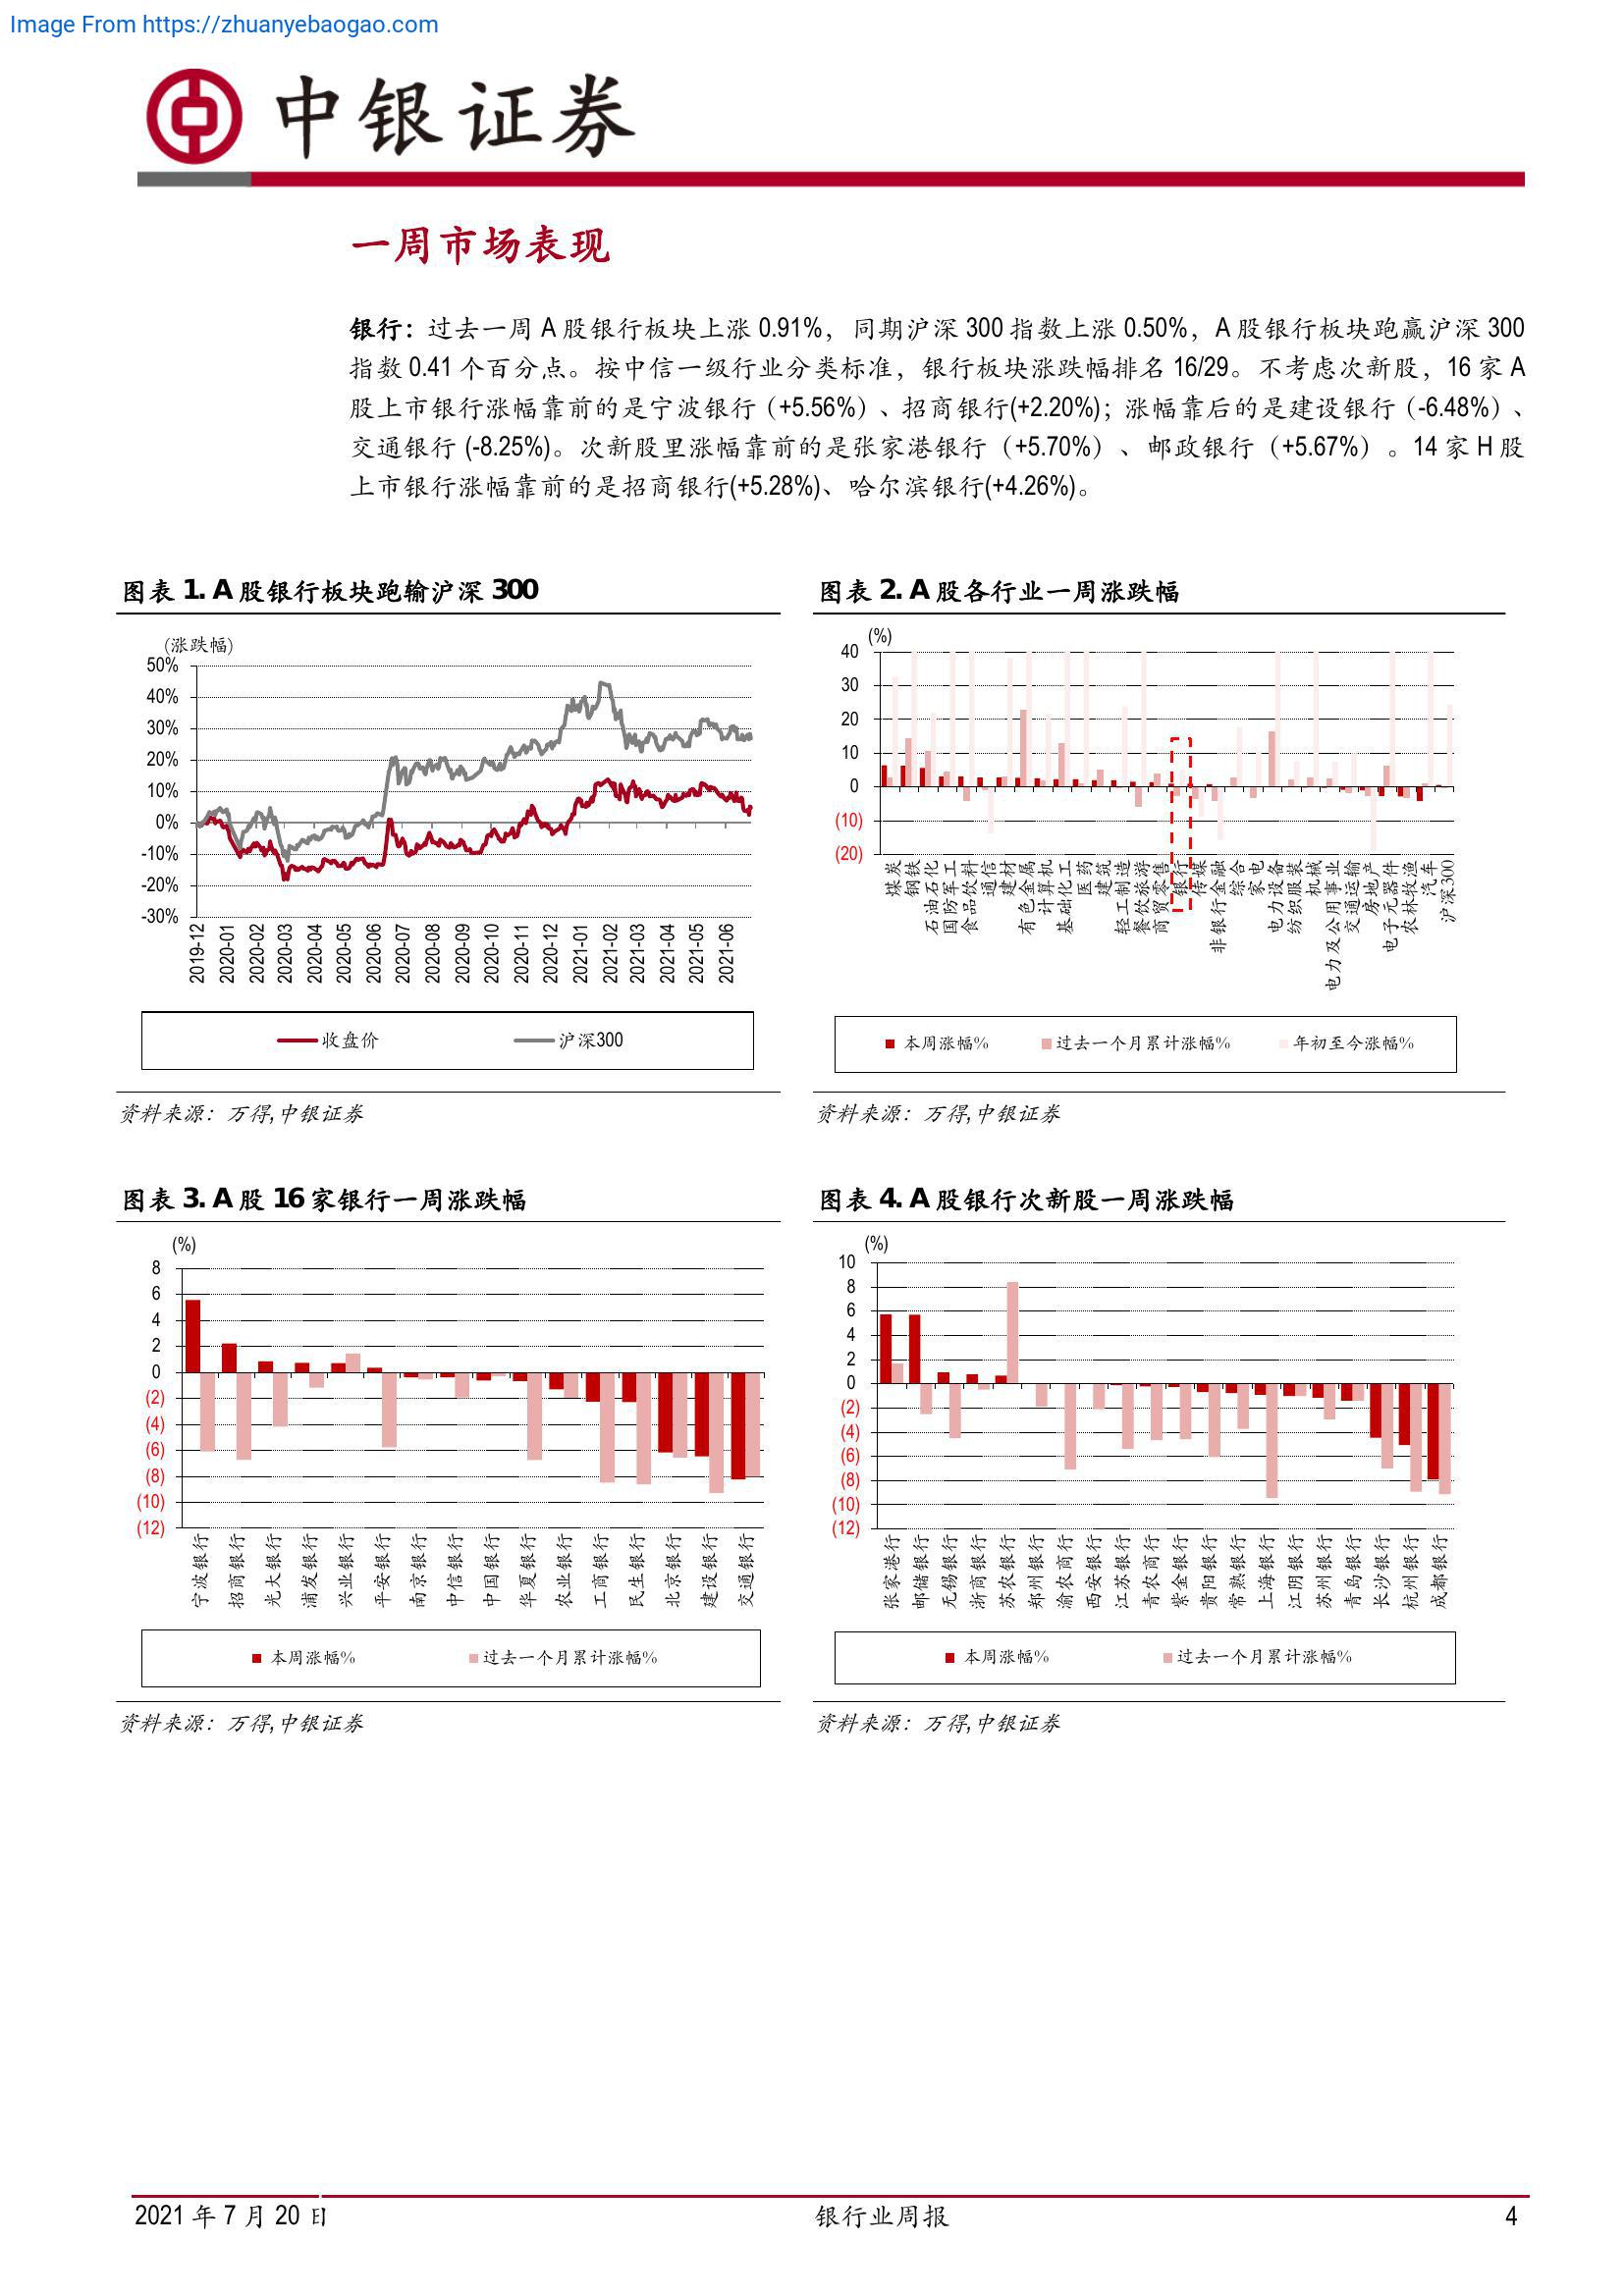 Image From https://zhuanyebaogao.com
中银证券
一周市场表现
银行：过去一周 A 股银行板块上涨 0.91%，同期沪深 300 指数上涨 0.50%，A 股银行板块跑赢沪深 300
指数 0.41 个百分点。按中信一级行业分类标准，银行板块涨跌幅排名 16/29。不考虑次新股，16 家 A
股上市银行涨幅靠前的是宁波银行（+5.56%）、招商银行(+2.20%)；涨幅靠后的是建设银行（-6.48%）、
交通银行 (-8.25%)。次新股里涨幅靠前的是张家港银行（+5.70%）、邮政银行（+5.67%）。14 家 H 股
上市银行涨幅靠前的是招商银行(+5.28%)、哈尔滨银行(+4.26%)。
图表 1. A 股银行板块跑输沪深 300
(涨跌幅)
50%
40%
30%
20%
10%
0%
-10%
-20%
-30%
2019-12
2020-01
2020-02
2020-03
2020-04
2020-05
2020-06
2020-07
2020-08
2020-09
2020-10
2020-11
2020-12
2021-01
2021-02
2021-03
2021-04
2021-05
2021-06
收盘价
沪深300
资料来源：万得,中银证券
图表 2. A 股各行业一周涨跌幅
(%)
40
30
20
10
0
(10)
(20)
煤炭
钢铁
石油石化
国防军工
食品饮料
通信
建材
有色金属
计算机
基础化工
医药
建筑
轻工制造
餐饮旅游
商贸零售
银行
传媒
非银行金融
综合
家电
电力设备
纺织服装
机械
电力及公用事业
交通运输
房地产
电子元器件
农林牧渔
汽车
沪深300
本周涨幅%
过去一个月累计涨幅%
年初至今涨幅%
资料来源：万得,中银证券
图表 3. A 股 16 家银行一周涨跌幅
(%)
8
6
4
2
0
(2)
(4)
(6)
(8)
(10)
(12)
宁波银行
招商银行
光大银行
浦发银行
兴业银行
平安银行
南京银行
中信银行
中国银行
华夏银行
农业银行
工商银行
民生银行
北京银行
建设银行
交通银行
本周涨幅%
过去一个月累计涨幅%
资料来源：万得,中银证券
图表 4. A 股银行次新股一周涨跌幅
(%)
10
8
6
4
2
0
(2)
(4)
(6)
(8)
(10)
(12)
张家港行
邮储银行
无锡银行
浙商银行
苏农银行
郑州银行
渝农商行
西安银行
江苏银行
青农商行
紫金银行
贵阳银行
常熟银行
上海银行
江阴银行
苏州银行
青岛银行
长沙银行
杭州银行
成都银行
本周涨幅%
过去一个月累计涨幅%
资料来源：万得,中银证券
2021 年 7 月 20 日
银行业周报
4